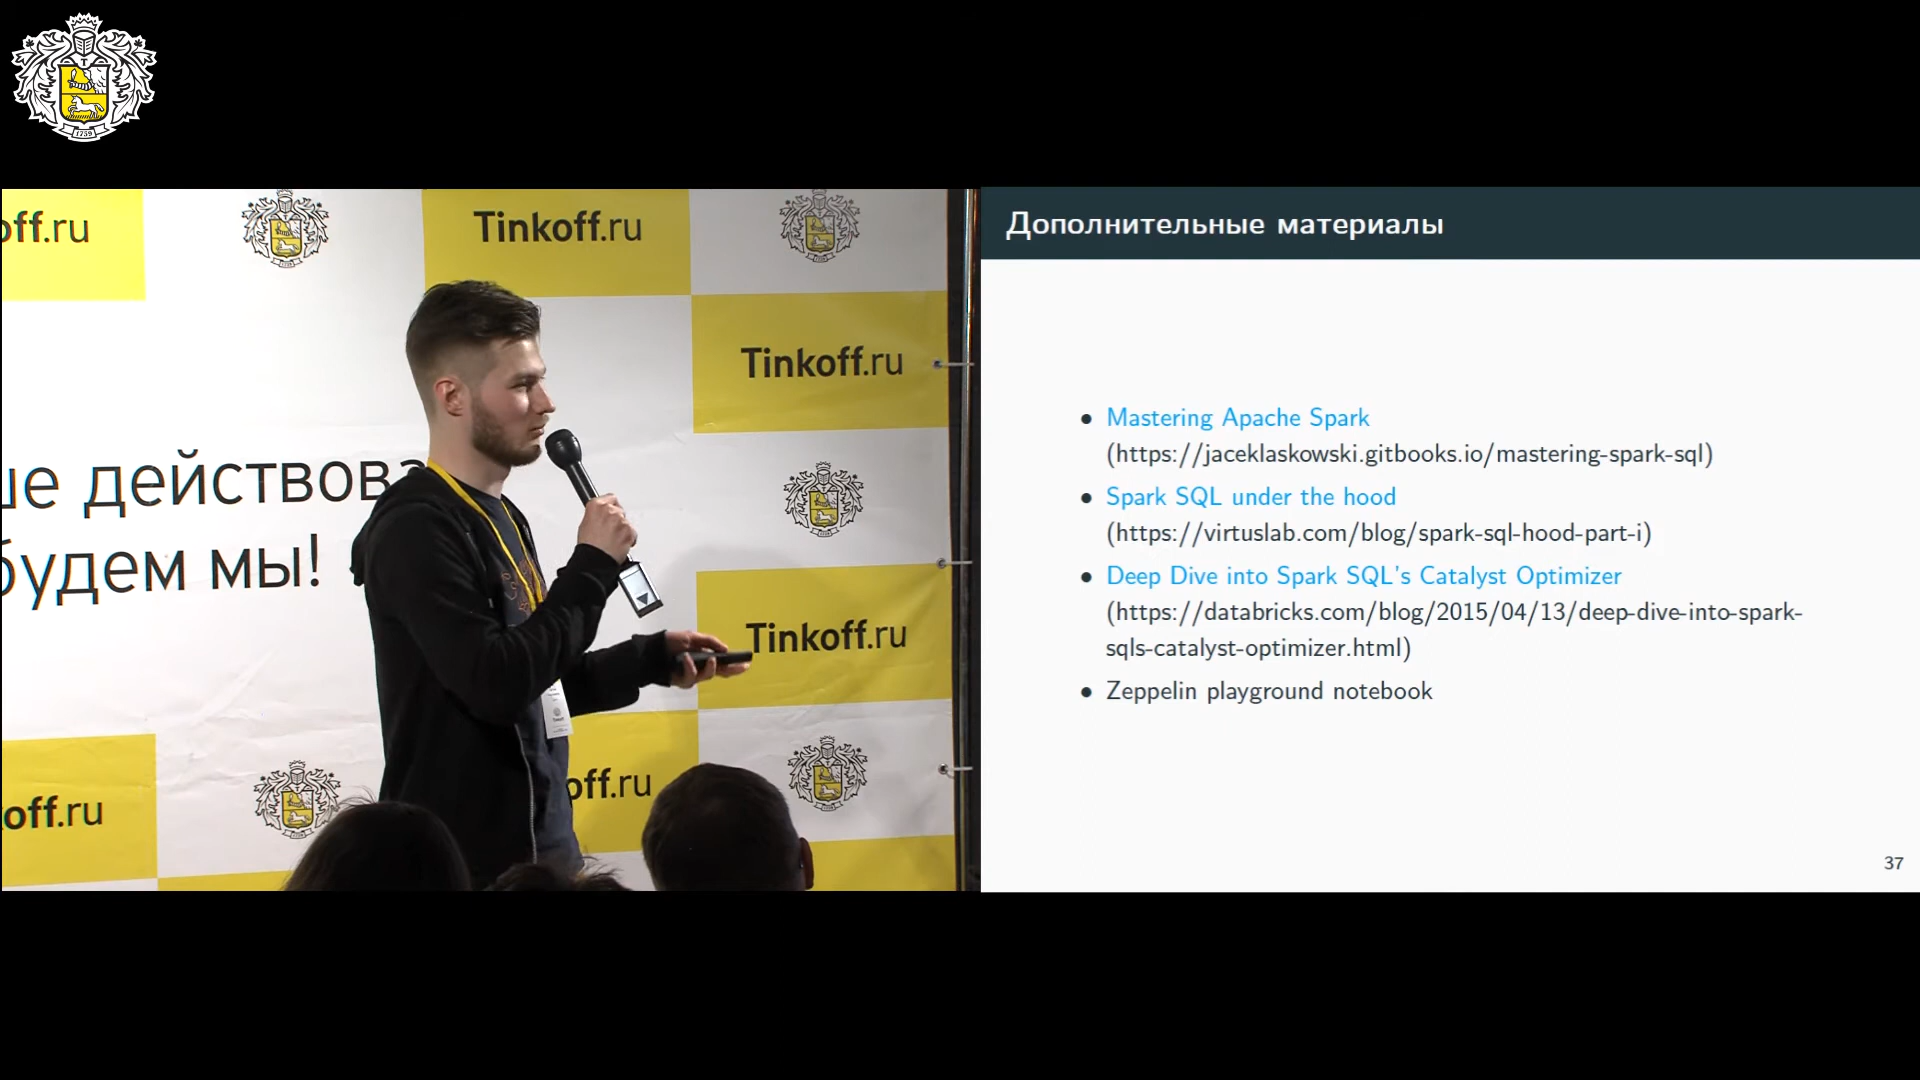 1759
off.ru
Tinkoff.ru
Tinkoff.ru
ше действова
будем мы!
Tinkoff.ru
off.ru
koff.ru
Дополнительные материалы
• Mastering Apache Spark
(https://jaceklaskowski.gitbooks.io/mastering-spark-sql)
• Spark SQL under the hood
(https://virtuslab.com/blog/spark-sql-hood-part-i)
• Deep Dive into Spark SQL's Catalyst Optimizer
(https://databricks.com/blog/2015/04/13/deep-dive-into-spark-
sqls-catalyst-optimizer.html)
• Zeppelin playground notebook
37